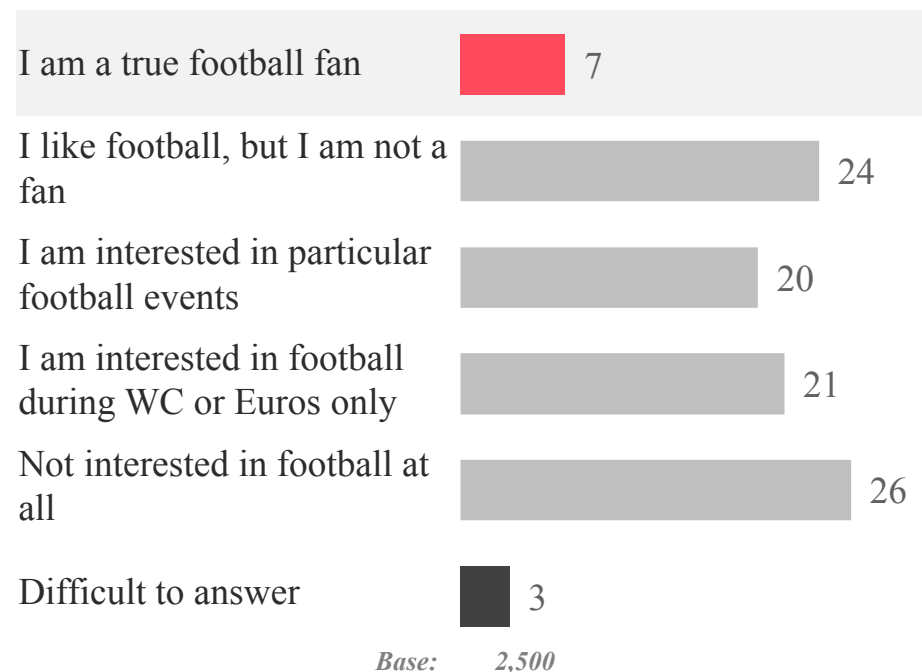 I am a true football fan
7
I like football, but I am not a
fan
24
I am interested in particular
football events
20
I am interested in football
during WC or Euros only
21
Not interested in football at
all
26
Difficult to answer
3
Base: 2,500